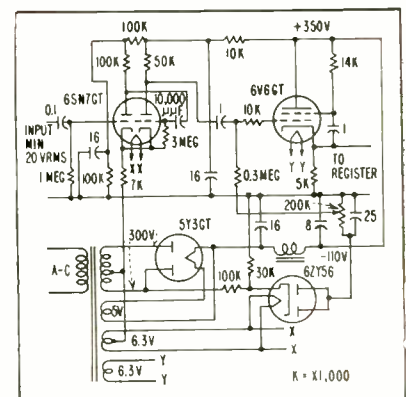 100K
+350V
100K
50K
10K
14K
6SN7GT
10,000
μμF
6V6GT
0.1
1
10K
INPUT
MIN
20 VRMS
3 MEG
1
16
X X
Y Y
TO
REGISTER
1 MEG
100K
7K
16
0.3MEG
5K
200K
300V
5Y3GT
16
8
25
-110V
A-C
100K
30K
6ZY56
5V
6.3V
X
X
6.3V
Y
Y
K = X1,000